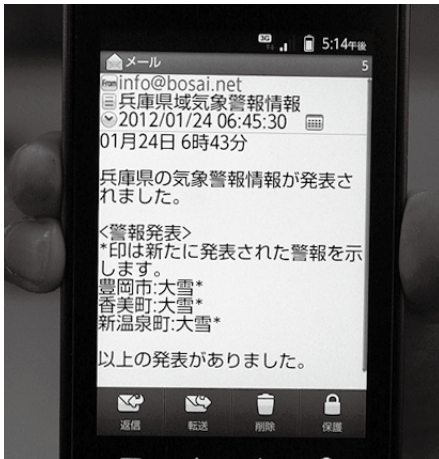 3G
5:14午後
メール
5
From info@bosai.net
兵庫県域気象警報情報
2012/01/24 06:45:30
01月24日 6時43分
兵庫県の気象警報情報が発表さ
れました。
<警報発表>
*印は新たに発表された警報を示
します。
豊岡市:大雪*
香美町:大雪*
新温泉町:大雪*
以上の発表がありました。
返信
転送
削除
保護